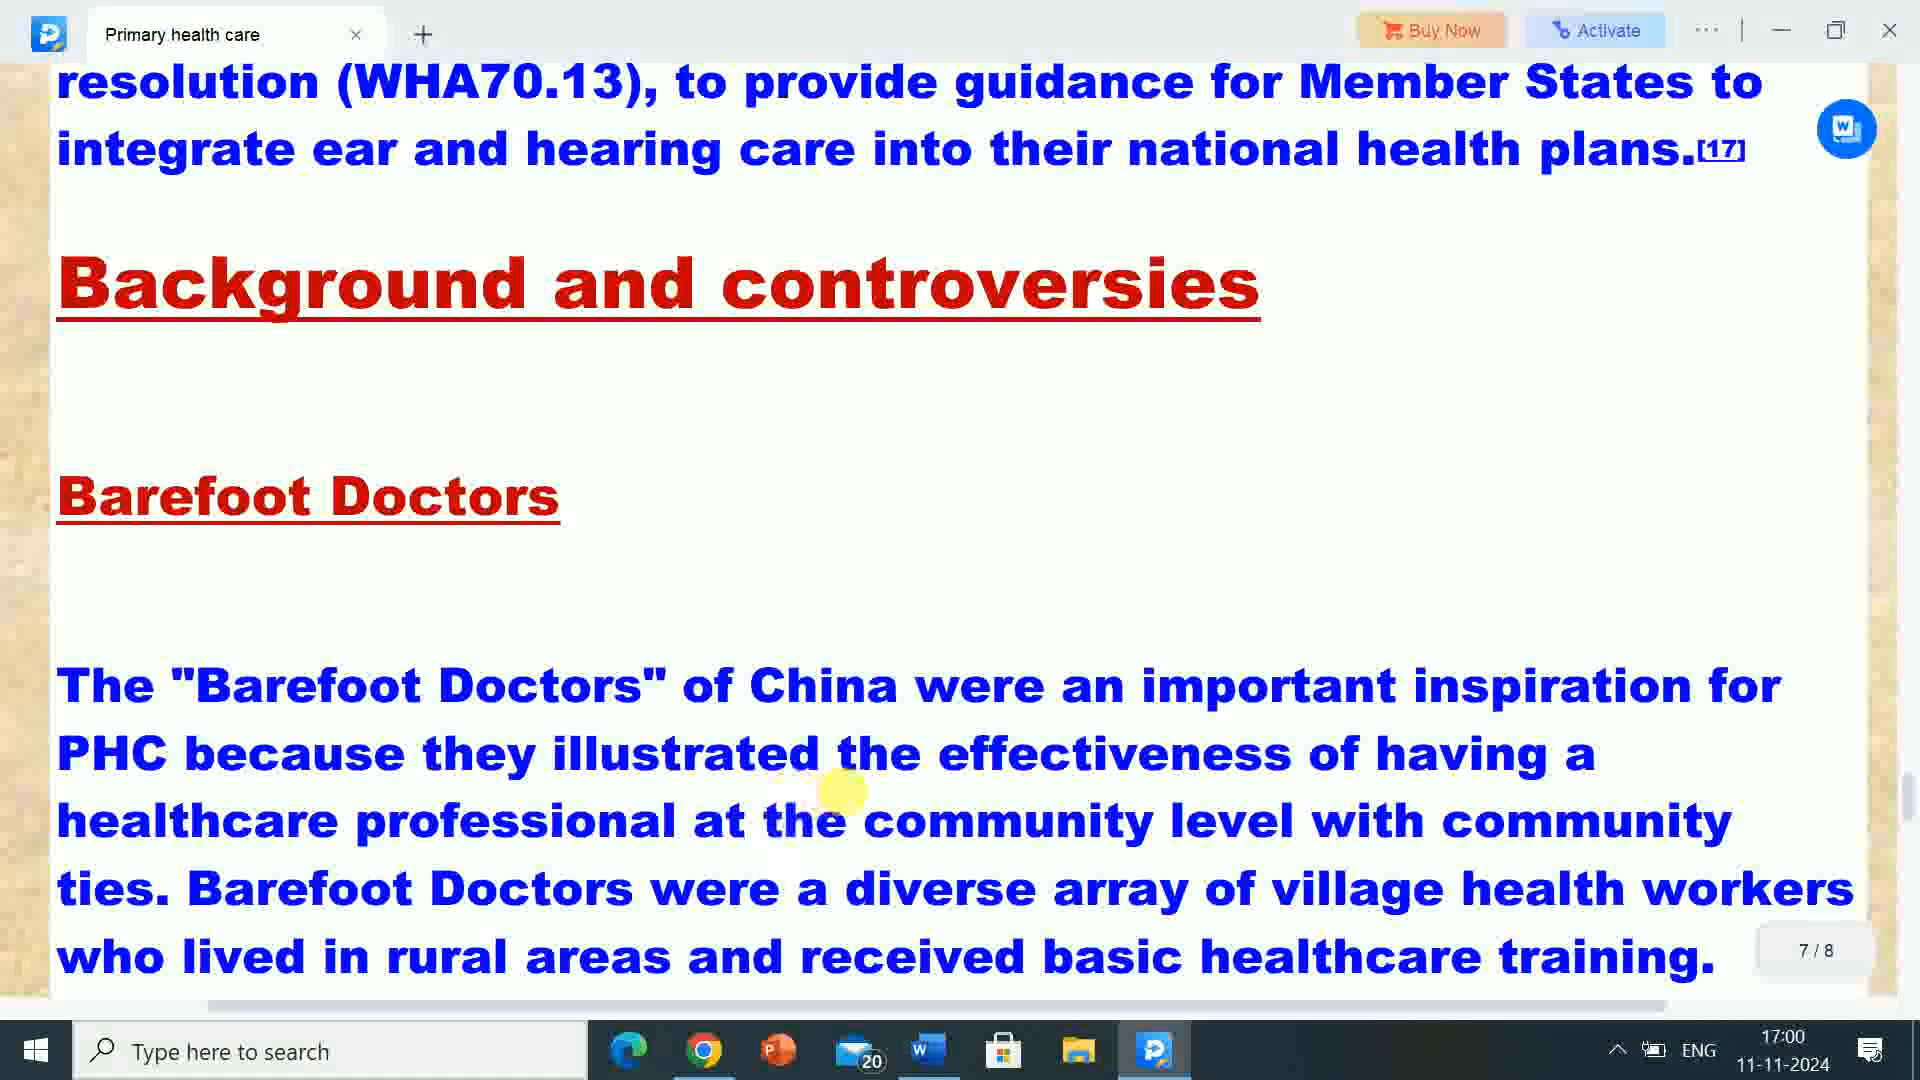 Primary health care
Buy Now
Activate
resolution (WHA70.13), to provide guidance for Member States to
integrate ear and hearing care into their national health plans.[17]
Background and controversies
Barefoot Doctors
The "Barefoot Doctors" of China were an important inspiration for
PHC because they illustrated the effectiveness of having a
healthcare professional at the community level with community
ties. Barefoot Doctors were a diverse array of village health workers
who lived in rural areas and received basic healthcare training.
7 / 8
Type here to search
20
ENG
17:00
11-11-2024